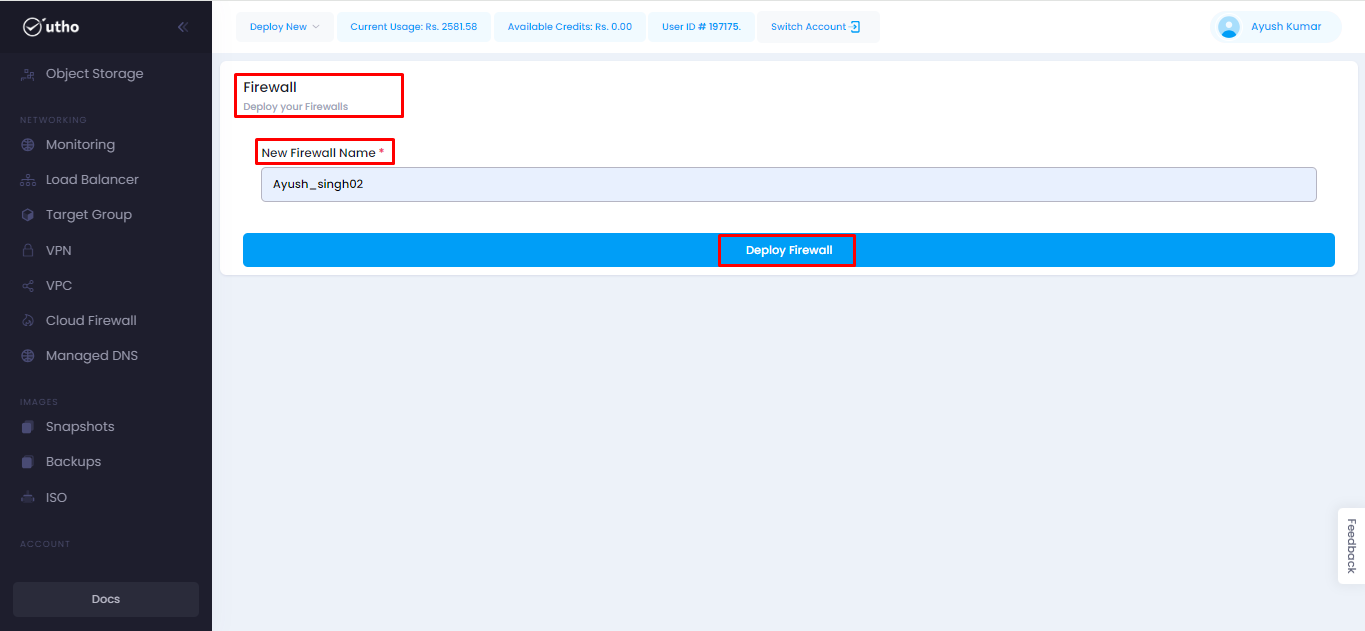 utho
Deploy New
Current Usage: Rs. 2581.58
Available Credits: Rs. 0.00
User ID # 197175.
Switch Account
Ayush Kumar
Object Storage
NETWORKING
Monitoring
Load Balancer
Target Group
VPN
VPC
Cloud Firewall
Managed DNS
IMAGES
Snapshots
Backups
ISO
ACCOUNT
Docs
Firewall
Deploy your Firewalls
New Firewall Name *
Ayush_singh02
Deploy Firewall
Feedback